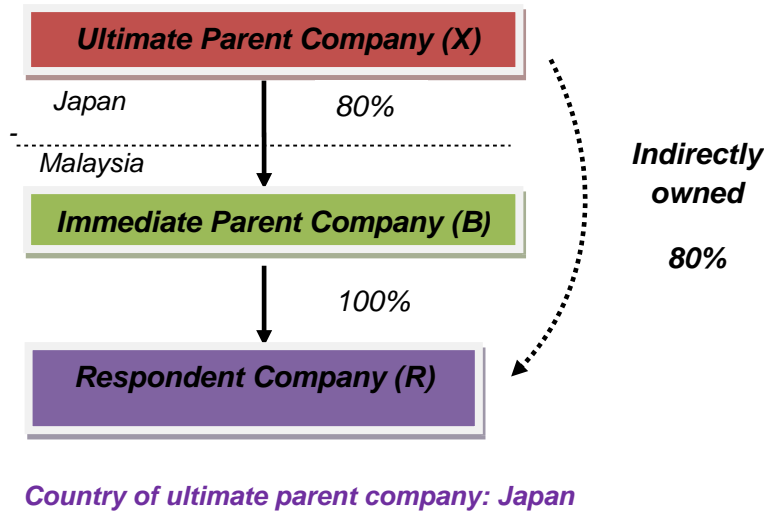 Ultimate Parent Company (X)
Japan
80%
-
Malaysia
Indirectly
owned
80%
Immediate Parent Company (B)
100%
Respondent Company (R)
Country of ultimate parent company: Japan